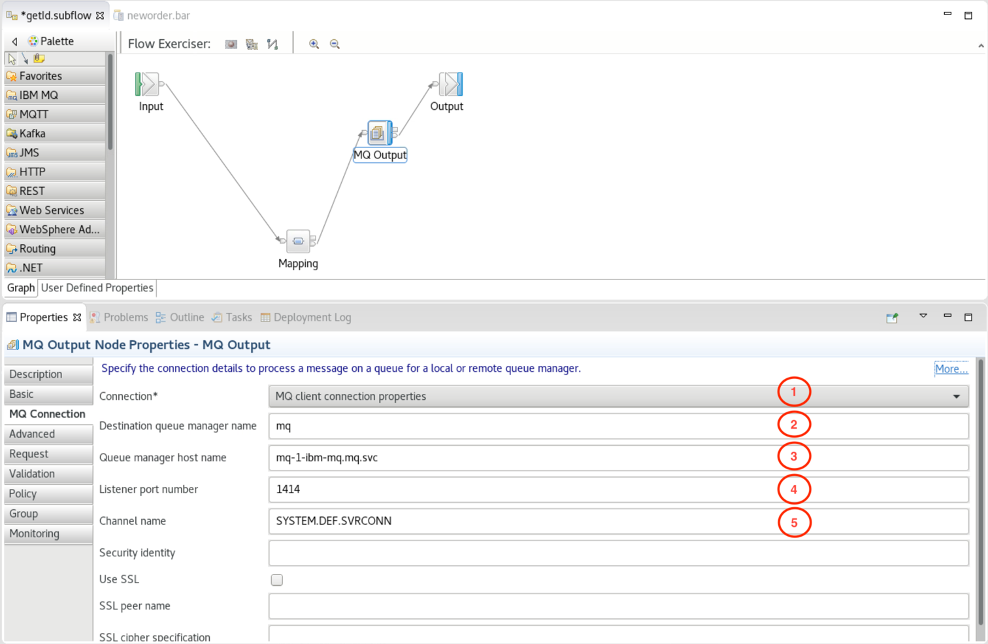 *getId.subflow
neworder.bar
Palette
Flow Exerciser:
Favorites
IBM MQ
MQTT
Kafka
JMS
HTTP
REST
Web Services
WebSphere Ad...
Routing
.NET
Input
Output
MQ Output
Mapping
Graph User Defined Properties
Properties Problems Outline Tasks Deployment Log
MQ Output Node Properties - MQ Output
Description
Basic
MQ Connection
Advanced
Request
Validation
Policy
Group
Monitoring
Specify the connection details to process a message on a queue for a local or remote queue manager.
More...
Connection* MQ client connection properties 1
Destination queue manager name mq 2
Queue manager host name mq-1-ibm-mq.mq.svc 3
Listener port number 1414 4
Channel name SYSTEM.DEF.SVRCONN 5
Security identity
Use SSL
SSL peer name
SSL cipher specification